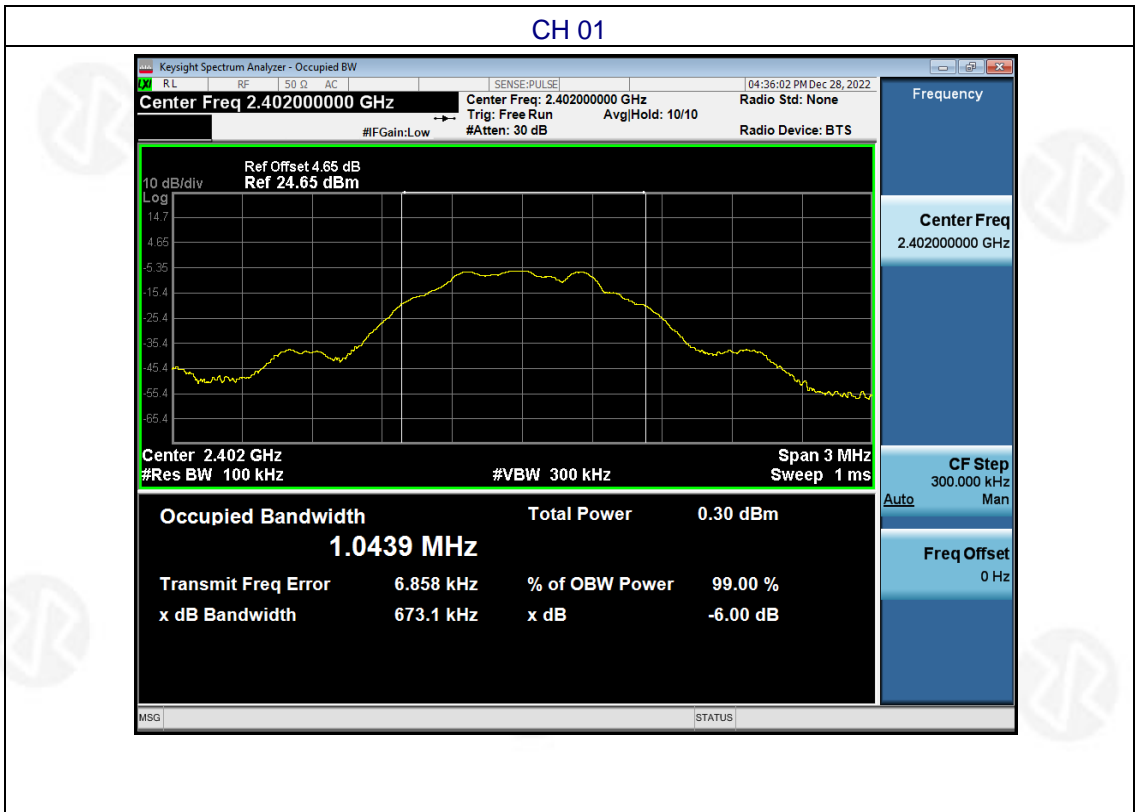 CH 01
Keysight Spectrum Analyzer - Occupied BW
LXI RL RF 50 Ω AC SENSE:PULSE 04:36:02 PM Dec 28, 2022
Center Freq 2.402000000 GHz
Center Freq: 2.402000000 GHz Radio Std: None
Trig: Free Run Avg|Hold: 10/10
#IFGain:Low #Atten: 30 dB Radio Device: BTS
Ref Offset 4.65 dB
10 dB/div Ref 24.65 dBm
Log
14.7
4.65
-5.35
-15.4
-25.4
-35.4
-45.4
-55.4
-65.4
Center 2.402 GHz Span 3 MHz
#Res BW 100 kHz #VBW 300 kHz Sweep 1 ms
Occupied Bandwidth Total Power 0.30 dBm
1.0439 MHz
Transmit Freq Error 6.858 kHz % of OBW Power 99.00 %
x dB Bandwidth 673.1 kHz x dB -6.00 dB
MSG STATUS
Frequency
Center Freq
2.402000000 GHz
CF Step
300.000 kHz
Auto Man
Freq Offset
0 Hz